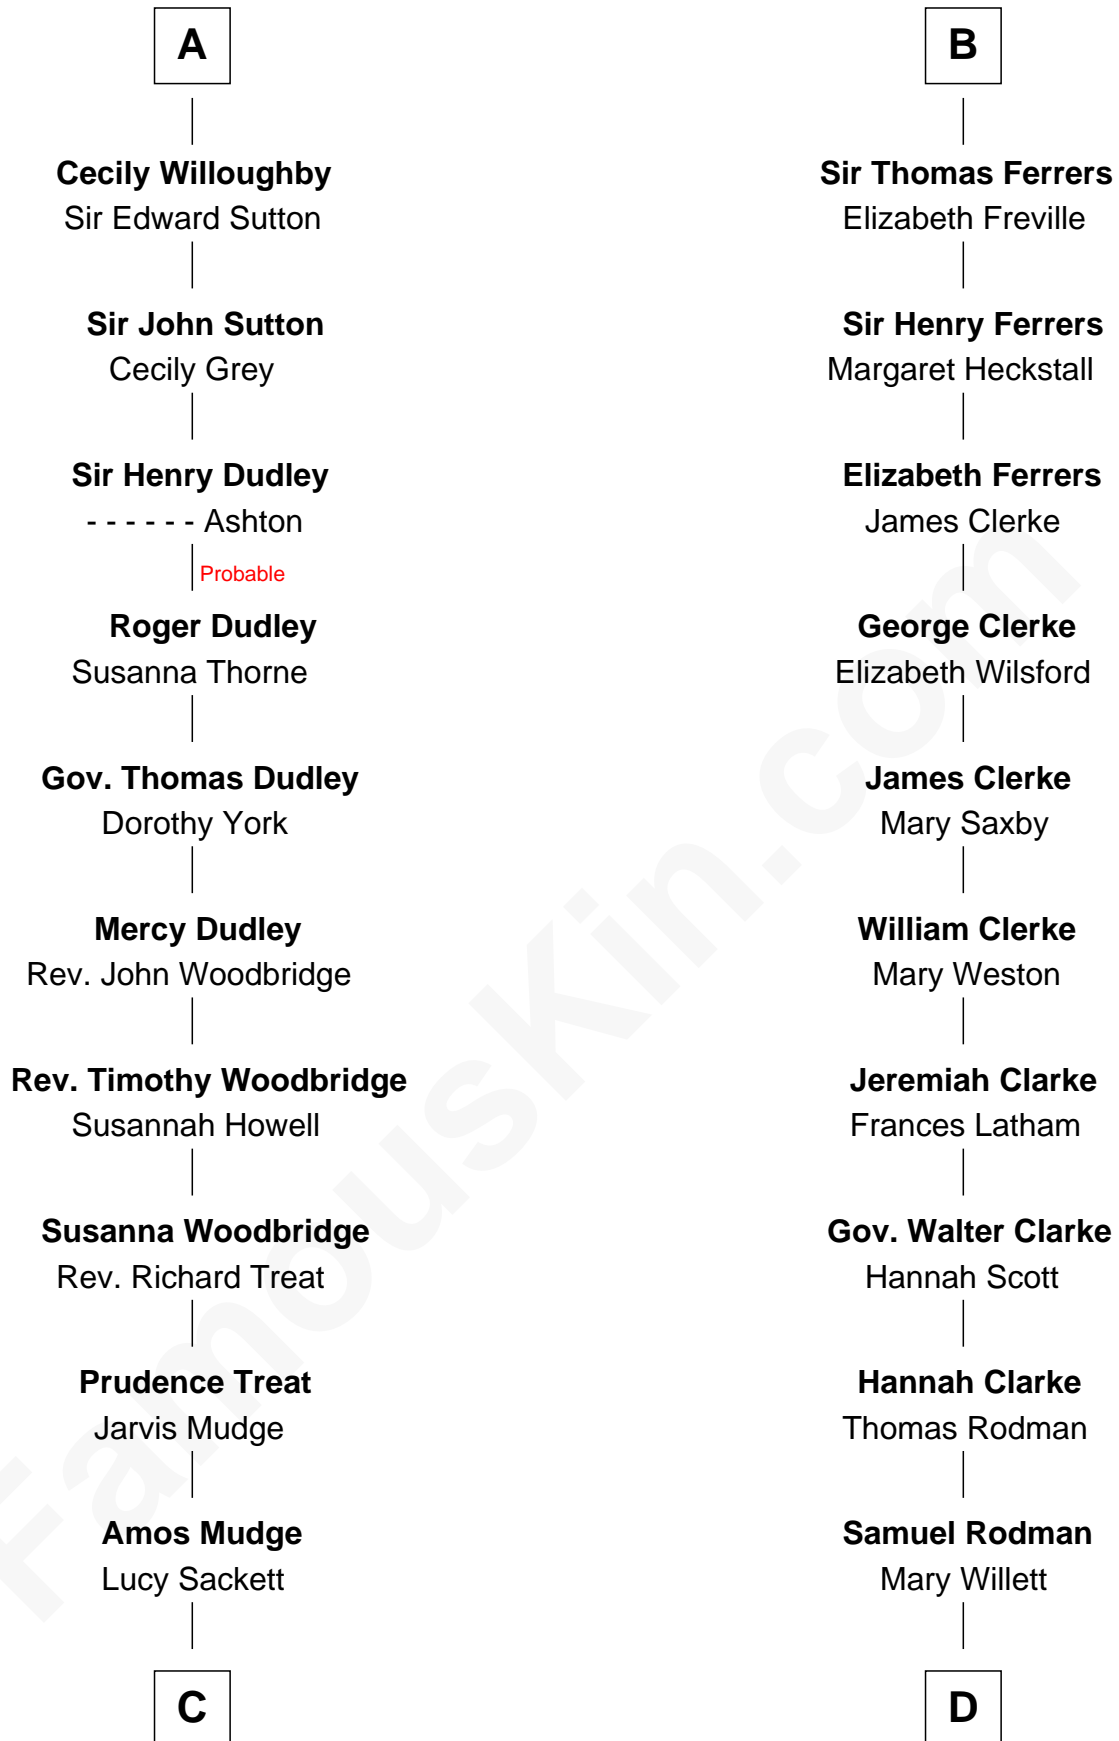 A
Cecily Willoughby
Sir Edward Sutton
Sir John Sutton
Cecily Grey
Sir Henry Dudley
- - - - - - Ashton
Probable
Roger Dudley
Susanna Thorne
Gov. Thomas Dudley
Dorothy York
Mercy Dudley
Rev. John Woodbridge
Rev. Timothy Woodbridge
Susannah Howell
Susanna Woodbridge
Rev. Richard Treat
Prudence Treat
Jarvis Mudge
Amos Mudge
Lucy Sackett
C
B
Sir Thomas Ferrers
Elizabeth Freville
Sir Henry Ferrers
Margaret Heckstall
Elizabeth Ferrers
James Clerke
George Clerke
Elizabeth Wilsford
James Clerke
Mary Saxby
William Clerke
Mary Weston
Jeremiah Clarke
Frances Latham
Gov. Walter Clarke
Hannah Scott
Hannah Clarke
Thomas Rodman
Samuel Rodman
Mary Willett
D
FamousKin.com